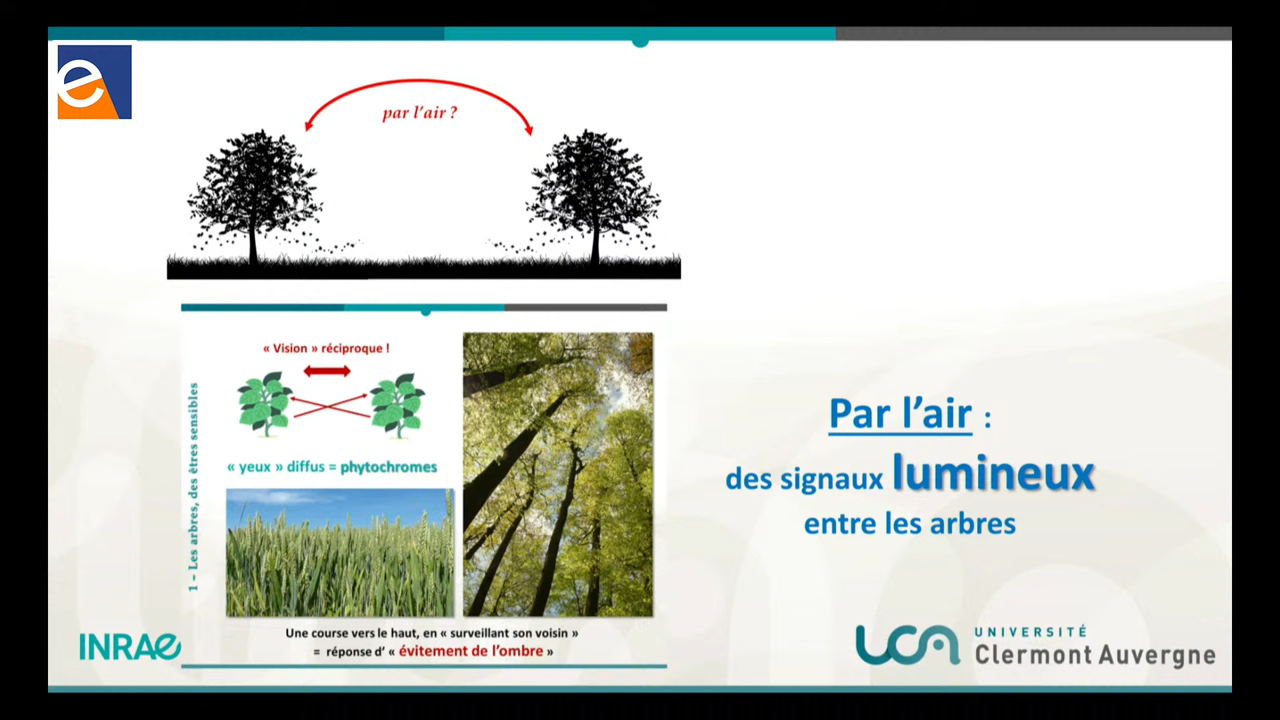 e
par l'air ?
« Vision » réciproque !
« yeux » diffus = phytochromes
1 – Les arbres, des êtres sensibles
Une course vers le haut, en « surveillant son voisin »
= réponse d' « évitement de l'ombre »
Par l'air :
des signaux lumineux
entre les arbres
INRAE
UCA UNIVERSITÉ
Clermont Auvergne